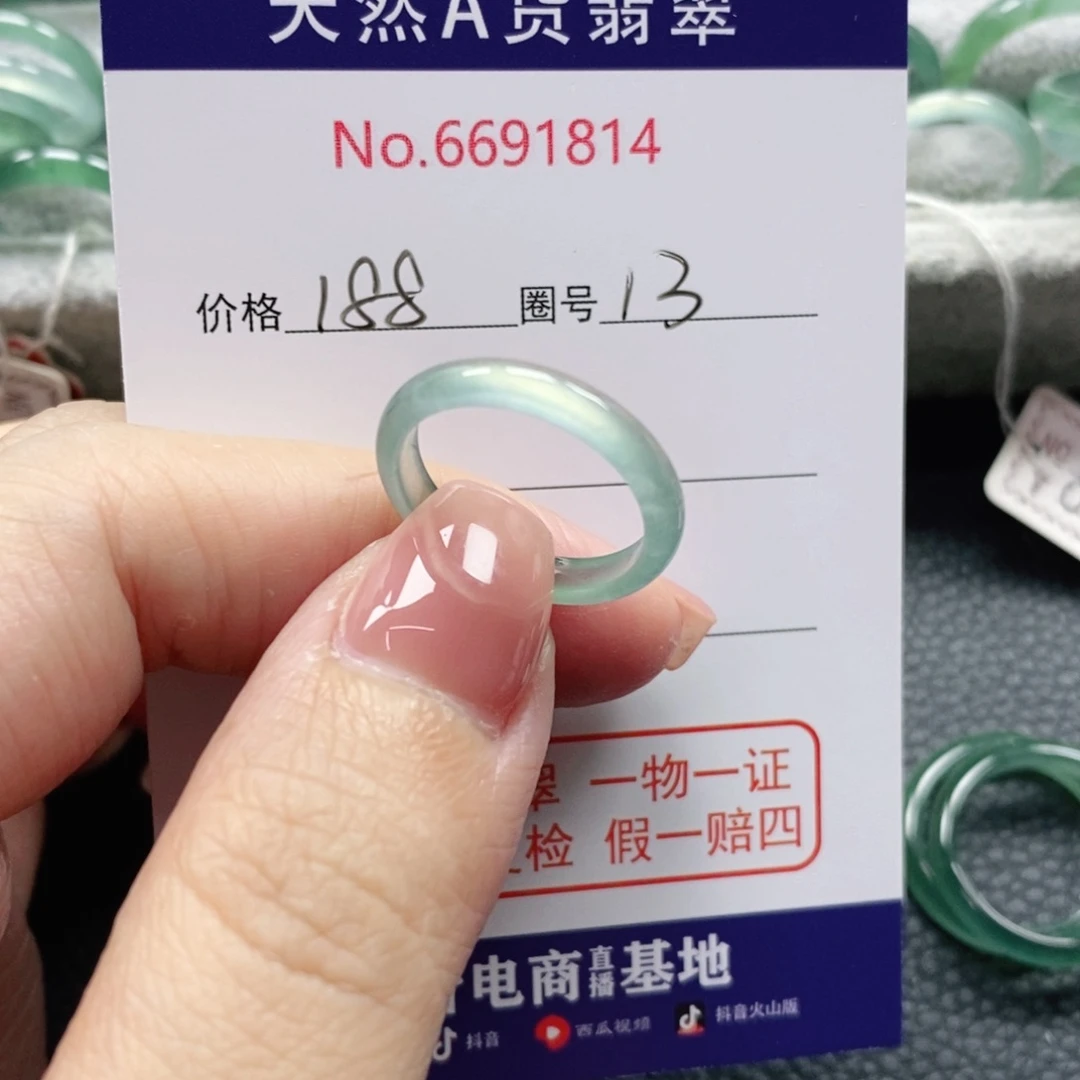 天然A货翡翠
No.6691814
价格 188 圈号 13
翠 一物一证
检 假一赔四
电商直播基地
抖音 西瓜视频 抖音火山版